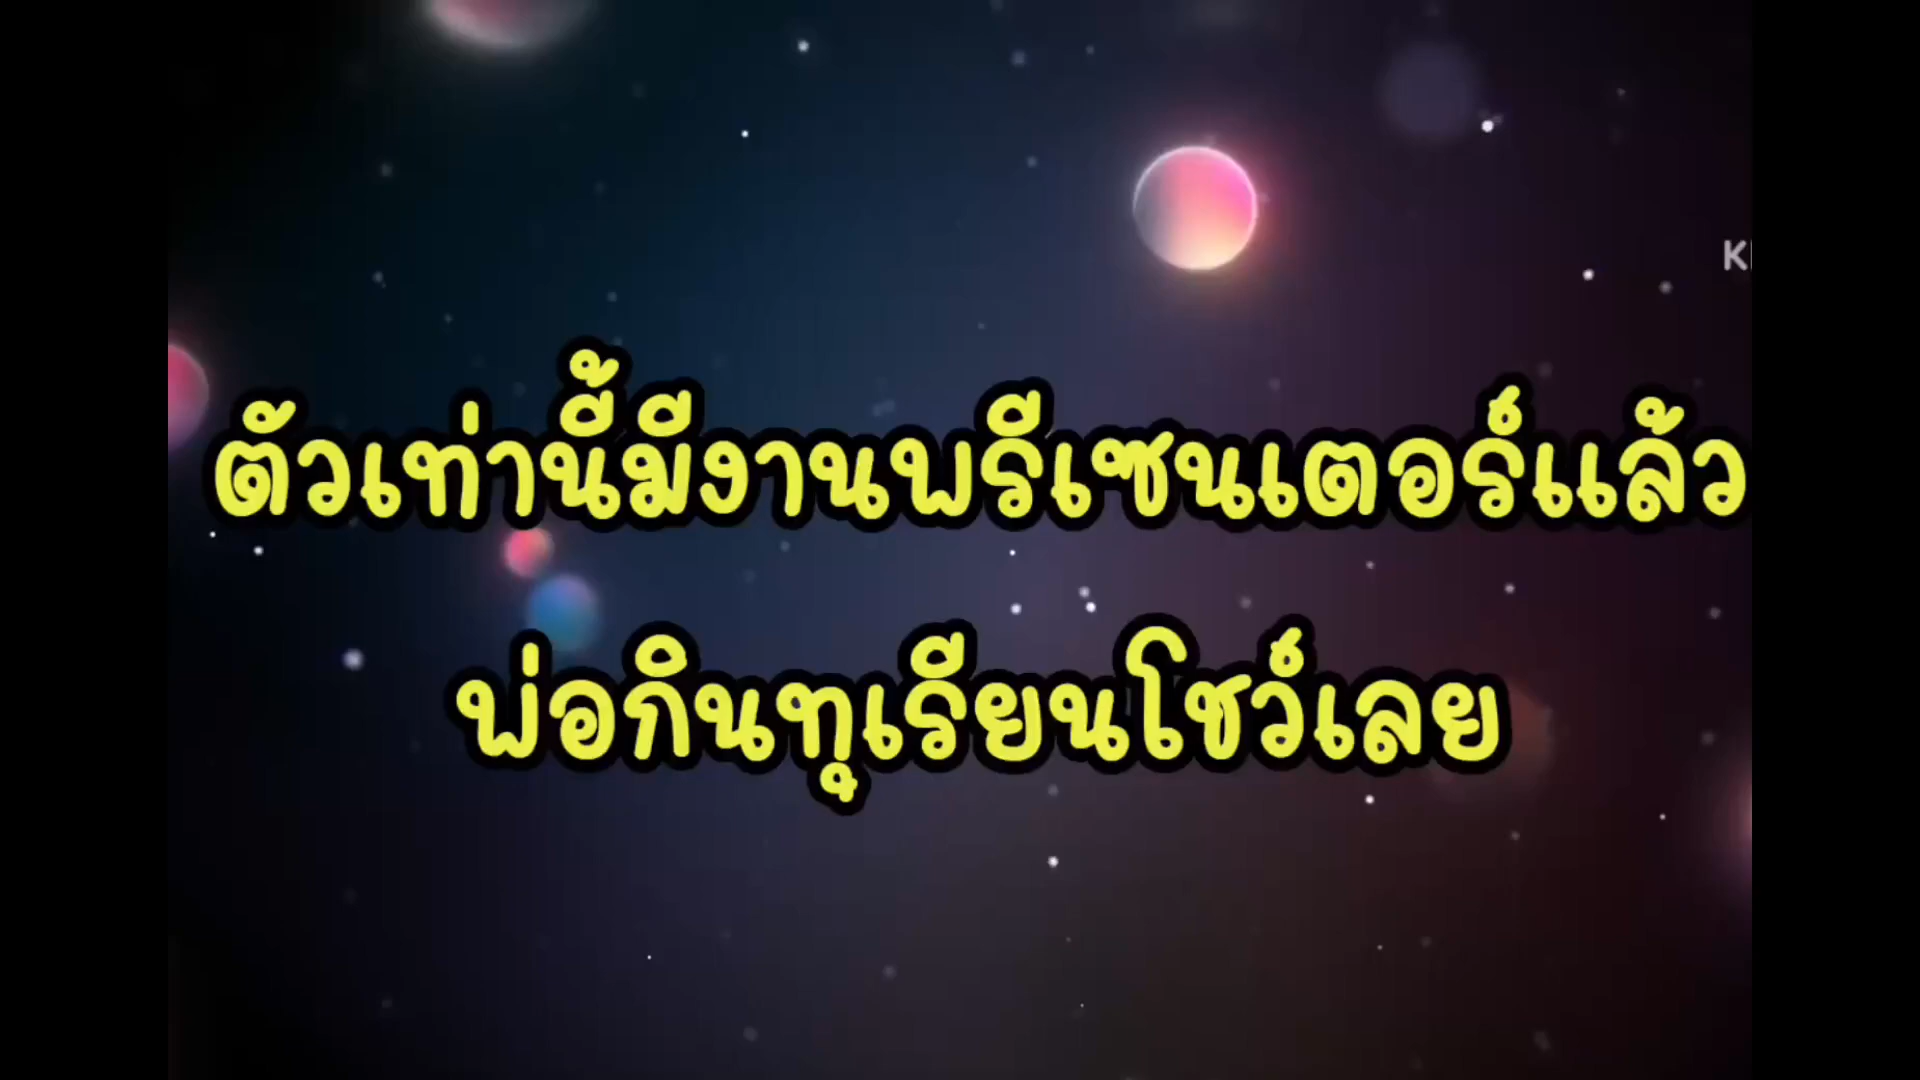 ตัวเท่านี้มีงานพรีเซนเตอร์แล้ว
พ่อกินทุเรียนโชว์เลย